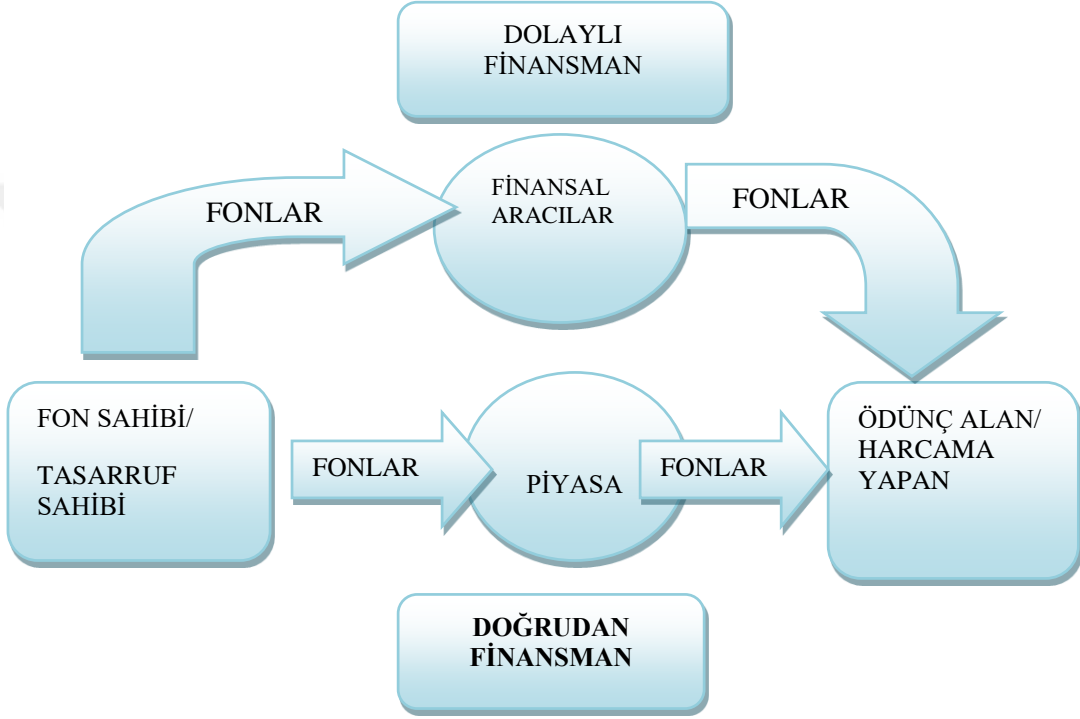 DOLAYLI
FİNANSMAN
FONLAR
FİNANSAL
ARACILAR
FONLAR
FON SAHİBİ/
TASARRUF
SAHİBİ
FONLAR
PİYASA
FONLAR
ÖDÜNÇ ALAN/
HARCAMA
YAPAN
DOĞRUDAN
FİNANSMAN